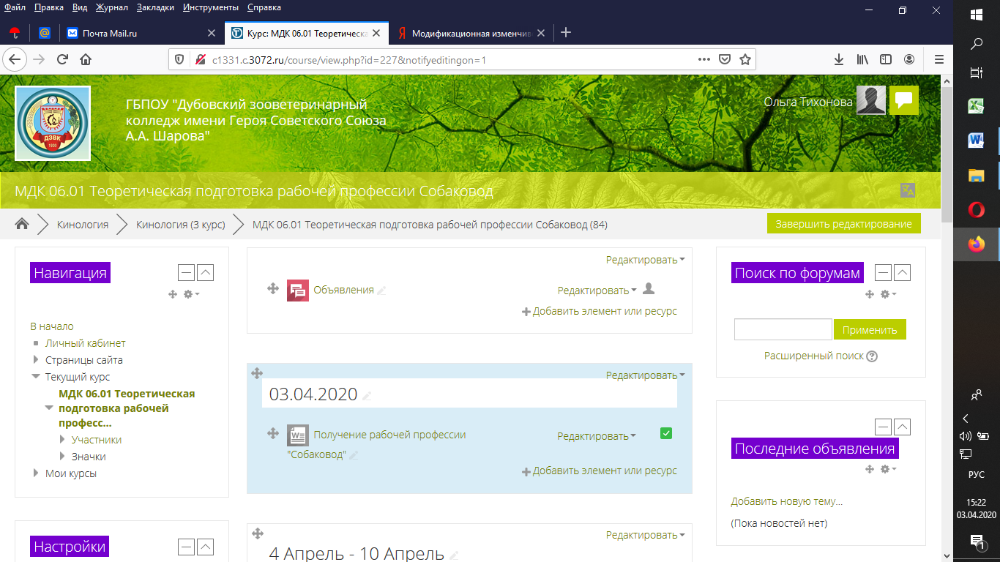 Файл Правка Вид Журнал Закладки Инструменты Справка
Почта Mail.ru
Курс: МДК 06.01 Теоретическа
Модификационная изменчив
c1331.c.3072.ru/course/view.php?id=227&notifyeditingon=1
ГБПОУ "Дубовский зооветеринарный
колледж имени Героя Советского Союза
А.А. Шарова"
ДЗВК
1930
Ольга Тихонова
МДК 06.01 Теоретическая подготовка рабочей профессии Собаковод
Кинология
Кинология (3 курс)
МДК 06.01 Теоретическая подготовка рабочей профессии Собаковод (84)
Завершить редактирование
Навигация
В начало
Личный кабинет
Страницы сайта
Текущий курс
МДК 06.01 Теоретическая
подготовка рабочей
професс...
Участники
Значки
Мои курсы
Настройки
Редактировать
Объявления
Редактировать
Добавить элемент или ресурс
Редактировать
03.04.2020
Получение рабочей профессии
"Собаковод"
Редактировать
Добавить элемент или ресурс
Редактировать
4 Апрель - 10 Апрель
Поиск по форумам
Применить
Расширенный поиск
Последние объявления
Добавить новую тему...
(Пока новостей нет)
РУС
15:22
03.04.2020
1